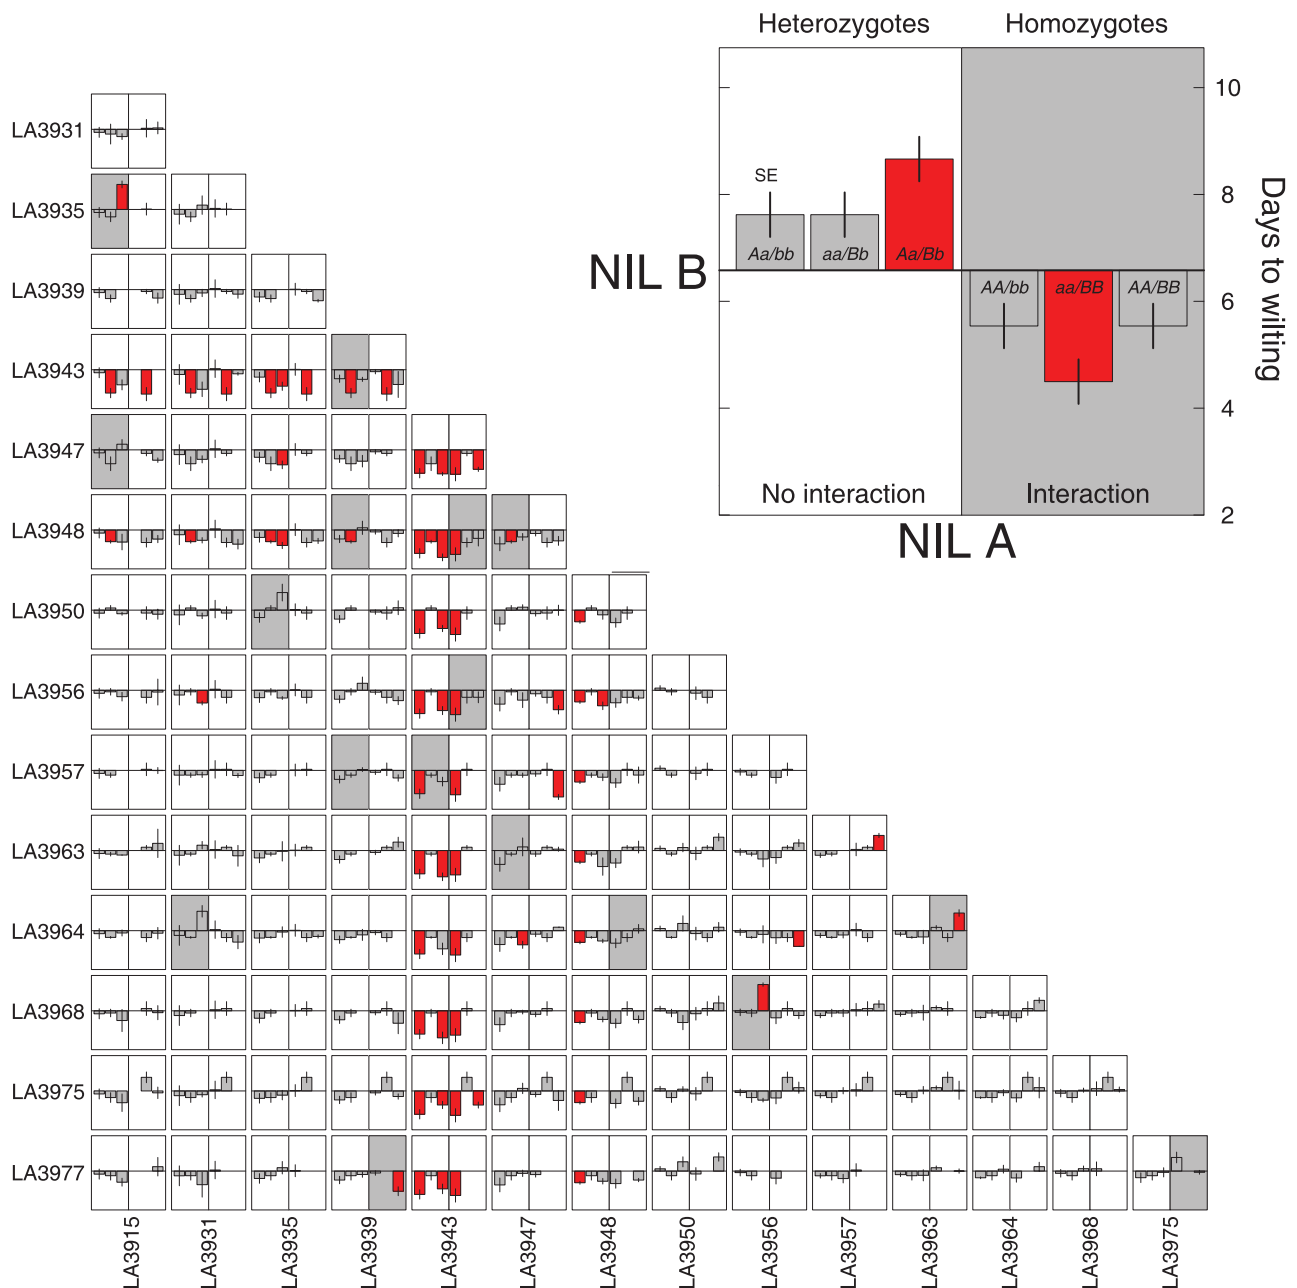 Heterozygotes Homozygotes
10
LA3931
SE
8
LA3935
Aa/bb aa/Bb Aa/Bb
NIL B
Days to wilting
AA/bb aa/BB AA/BB
6
LA3939
LA3943
4
LA3947
No interaction Interaction
2
LA3948
NIL A
LA3950
LA3956
LA3957
LA3963
LA3964
LA3968
LA3975
LA3977
LA3915 LA3931 LA3935 LA3939 LA3943 LA3947 LA3948 LA3950 LA3956 LA3957 LA3963 LA3964 LA3968 LA3975